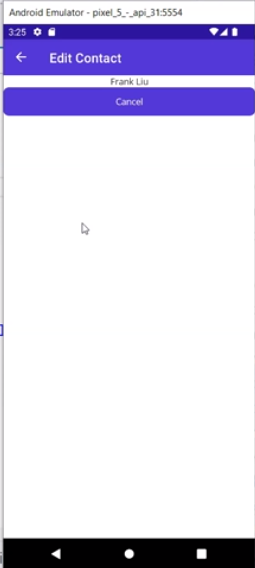 Android Emulator - pixel_5_-_api_31:5554
3:25
Edit Contact
Frank Liu
Cancel